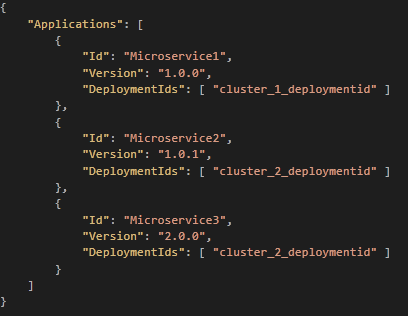 {
    "Applications": [
        {
            "Id": "Microservice1",
            "Version": "1.0.0",
            "DeploymentIds": [ "cluster_1_deploymentid" ]
        },
        {
            "Id": "Microservice2",
            "Version": "1.0.1",
            "DeploymentIds": [ "cluster_2_deploymentid" ]
        },
        {
            "Id": "Microservice3",
            "Version": "2.0.0",
            "DeploymentIds": [ "cluster_2_deploymentid" ]
        }
    ]
}